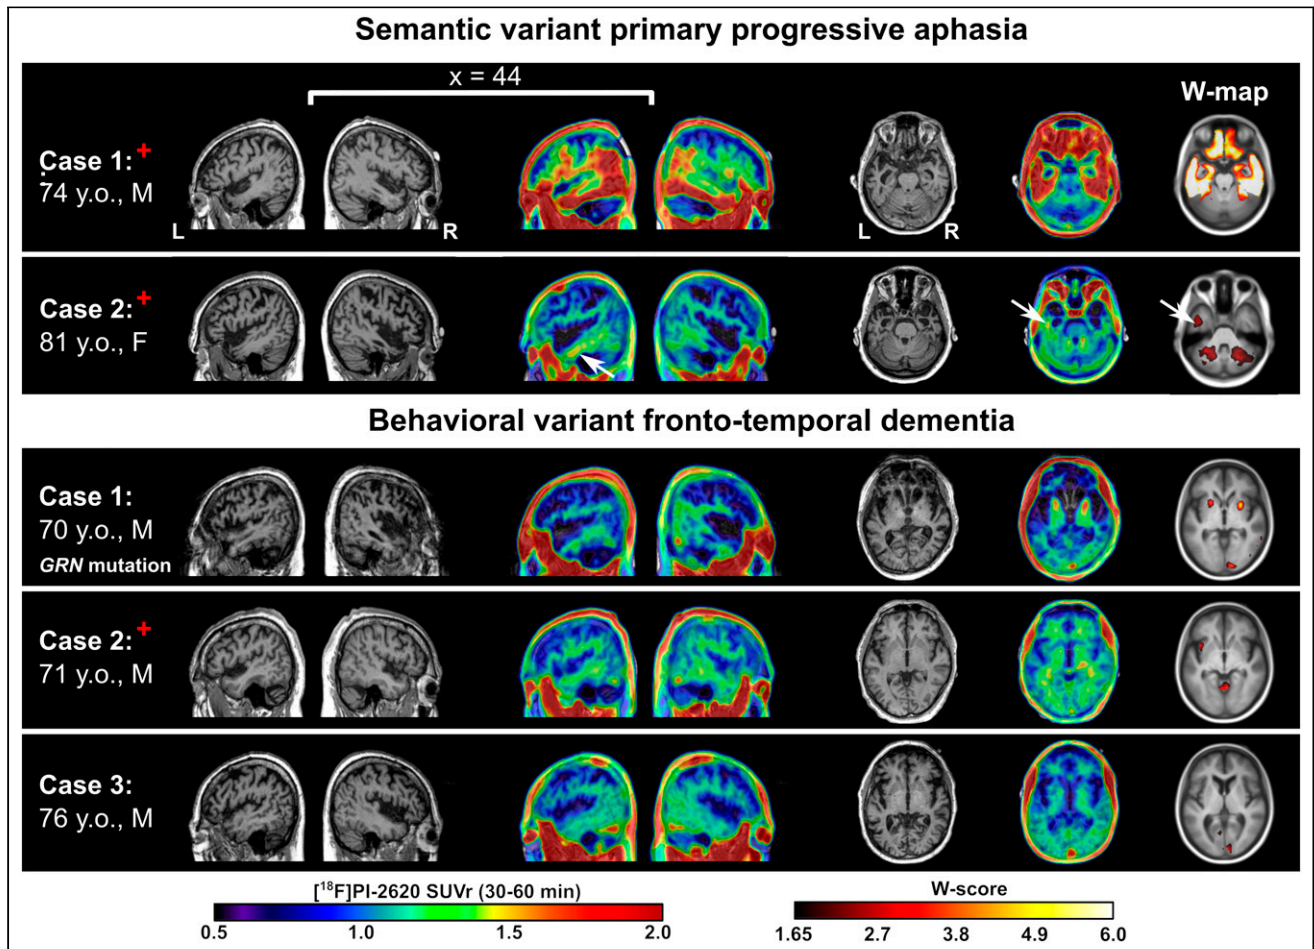 Semantic variant primary progressive aphasia
x = 44
W-map
Case 1: +
74 y.o., M
L
R
L
R
Case 2: +
81 y.o., F
Behavioral variant fronto-temporal dementia
Case 1:
70 y.o., M
GRN mutation
Case 2: +
71 y.o., M
Case 3:
76 y.o., M
[¹⁸F]PI-2620 SUVr (30-60 min)
0.5 1.0 1.5 2.0
W-score
1.65 2.7 3.8 4.9 6.0